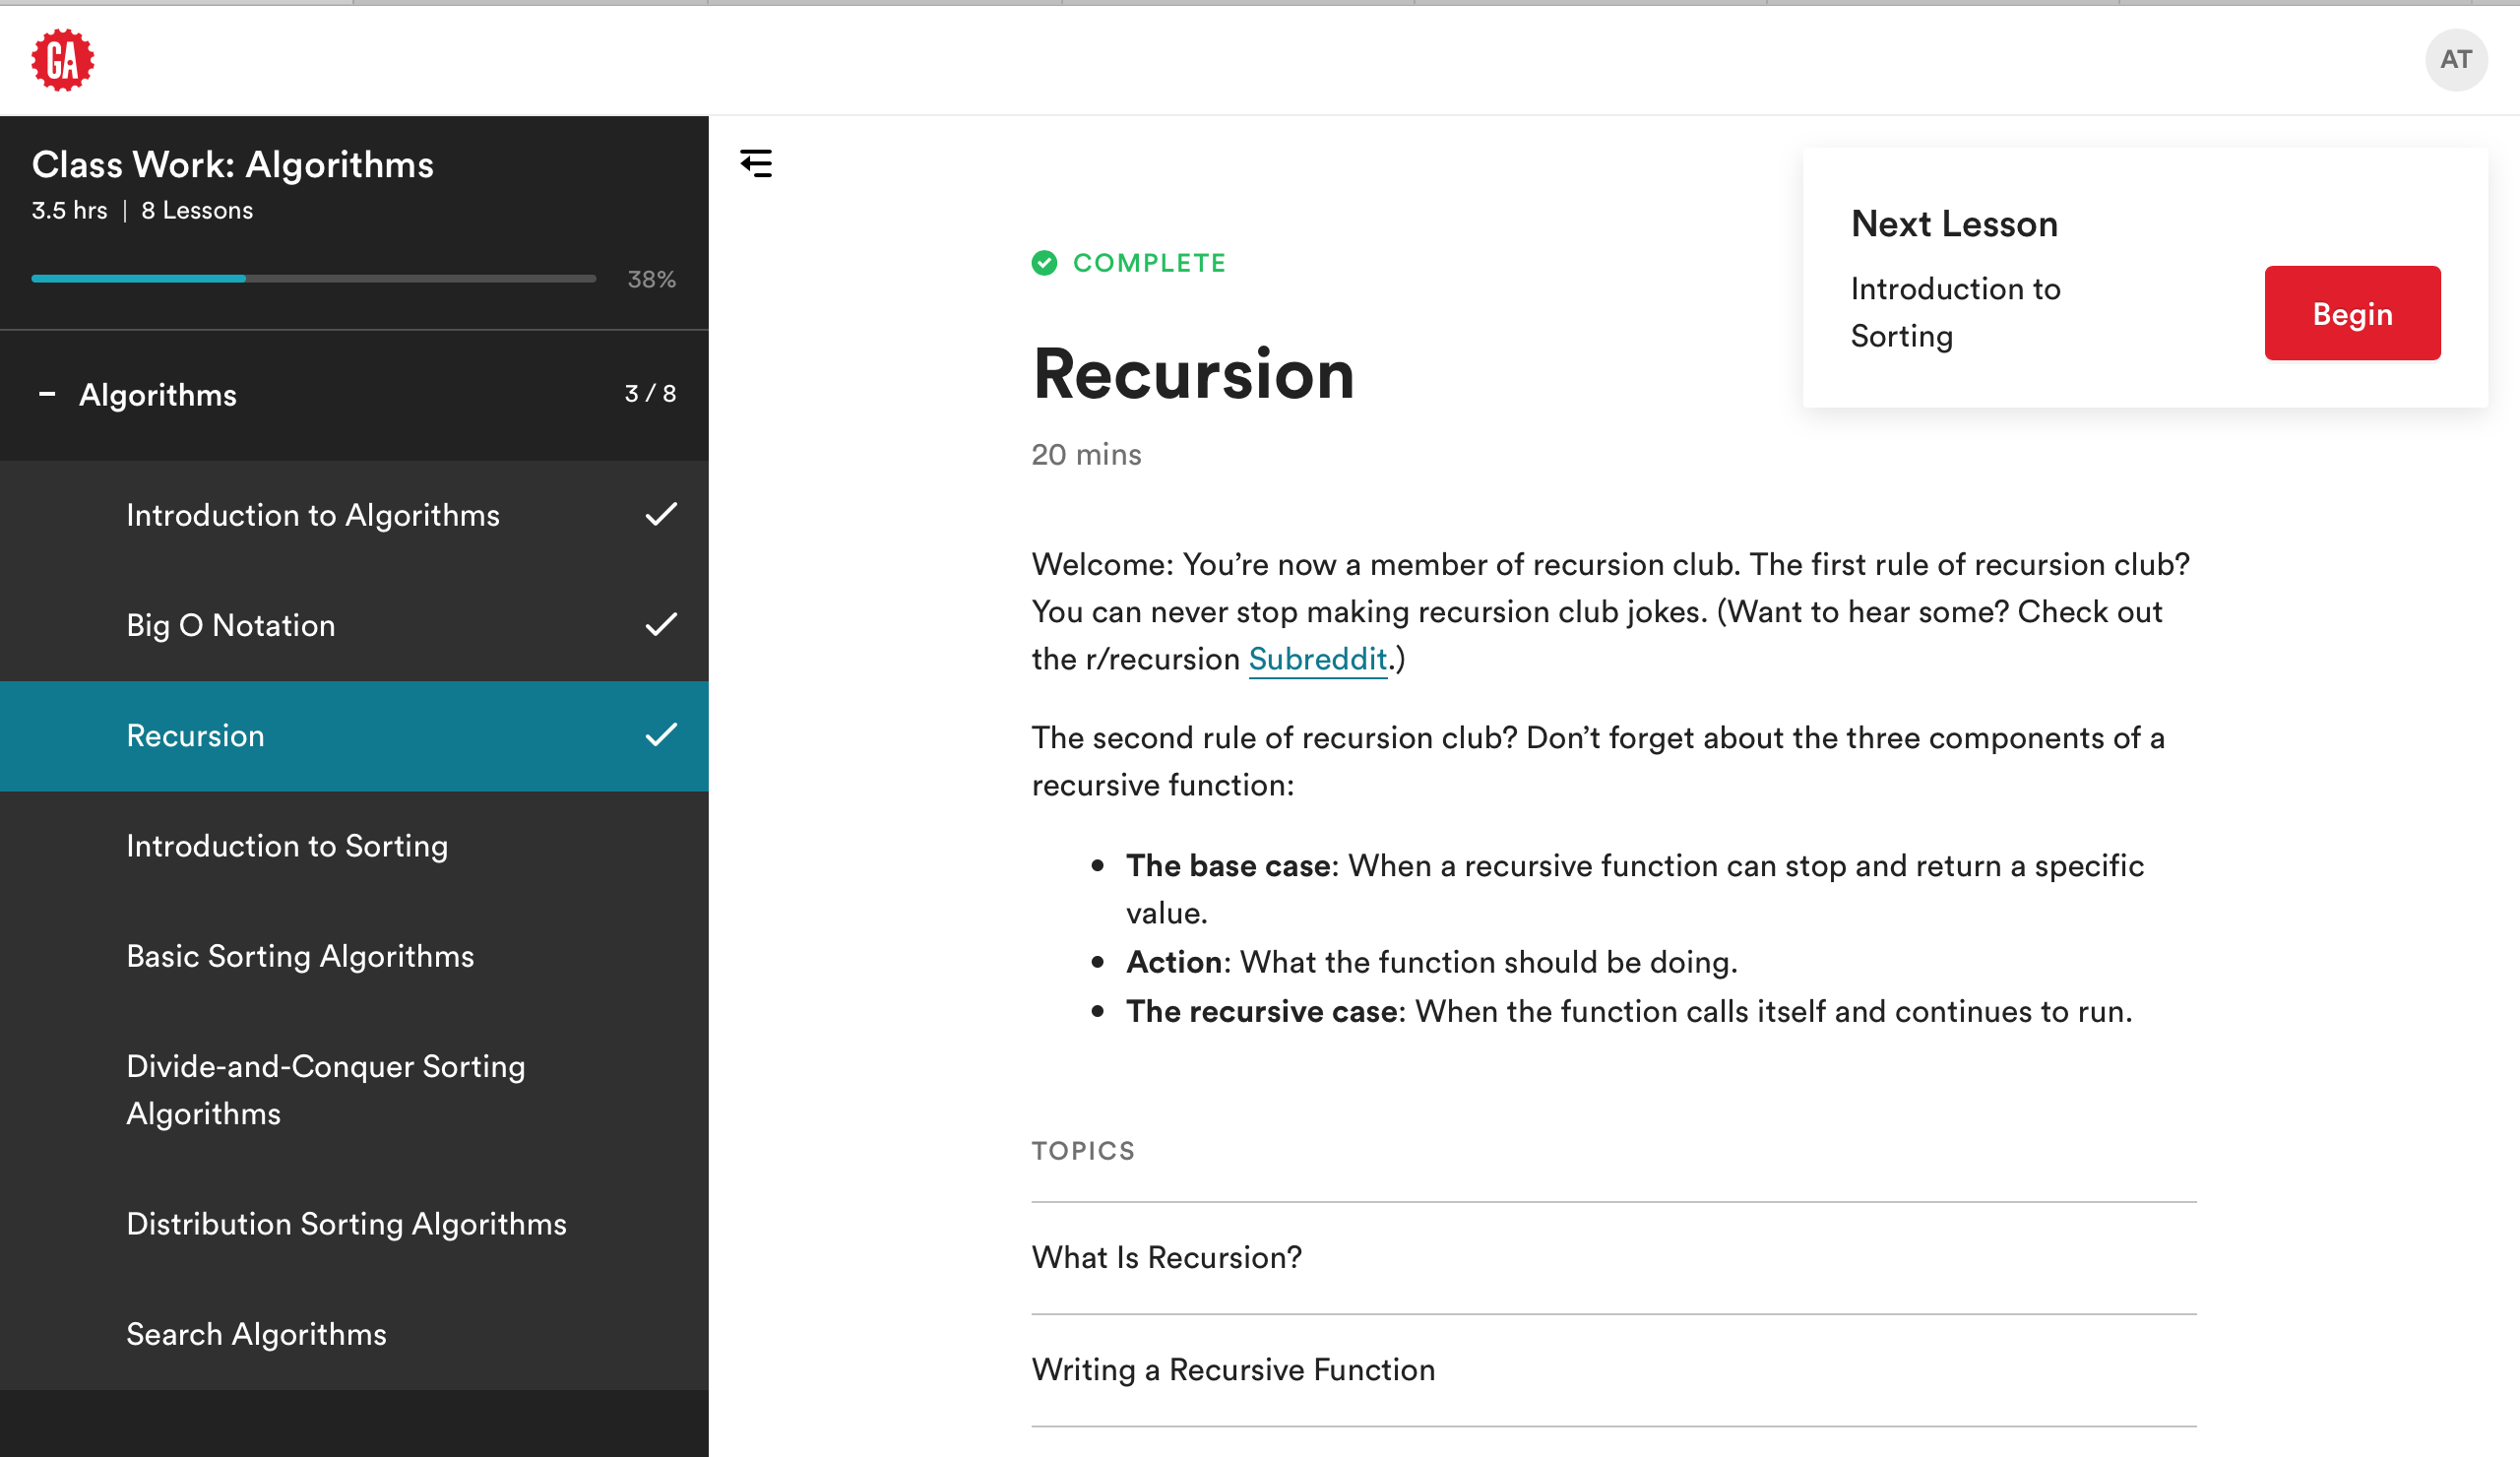 GA
AT
Class Work: Algorithms
3.5 hrs | 8 Lessons
38%
Algorithms 3 / 8
Introduction to Algorithms
Big O Notation
Recursion
Introduction to Sorting
Basic Sorting Algorithms
Divide-and-Conquer Sorting
Algorithms
Distribution Sorting Algorithms
Search Algorithms
COMPLETE
Recursion
20 mins
Welcome: You’re now a member of recursion club. The first rule of recursion club?
You can never stop making recursion club jokes. (Want to hear some? Check out
the r/recursion Subreddit.)
The second rule of recursion club? Don’t forget about the three components of a
recursive function:
• The base case: When a recursive function can stop and return a specific
value.
• Action: What the function should be doing.
• The recursive case: When the function calls itself and continues to run.
TOPICS
What Is Recursion?
Writing a Recursive Function
Next Lesson
Introduction to
Sorting
Begin